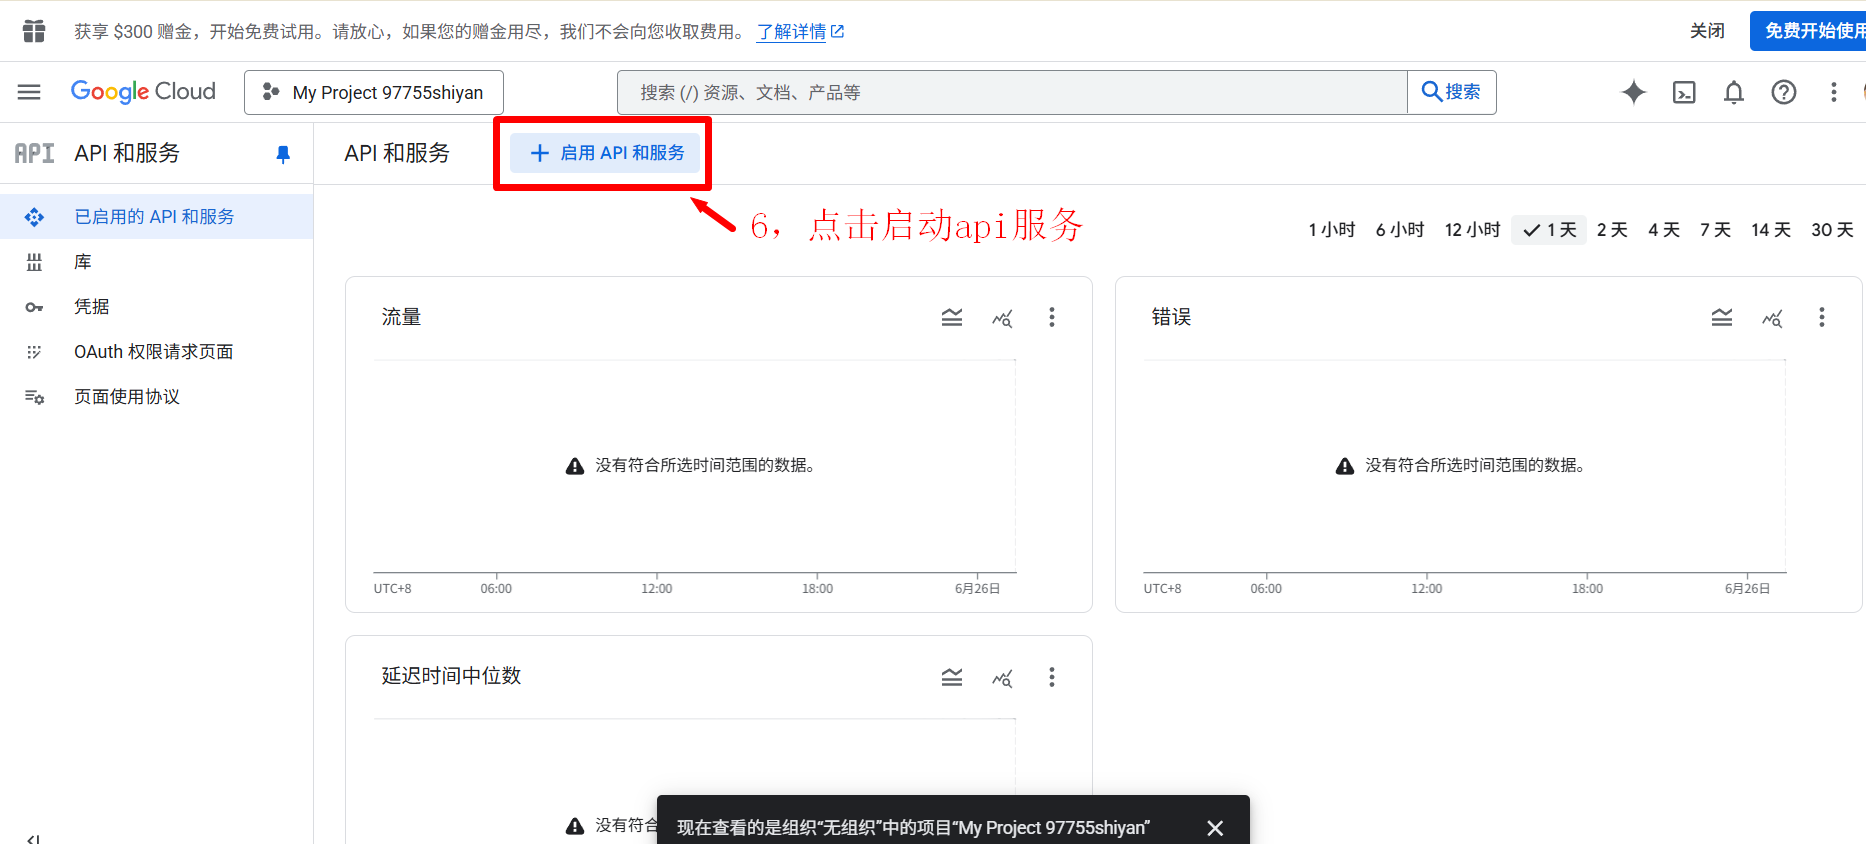 获享 $300 赠金，开始免费试用。请放心，如果您的赠金用尽，我们不会向您收取费用。 了解详情
关闭
免费开始使用
Google Cloud
My Project 97755shiyan
搜索 (/) 资源、文档、产品等
搜索
API API 和服务
API 和服务
+ 启用 API 和服务
已启用的 API 和服务
库
凭据
OAuth 权限请求页面
页面使用协议
6，点击启动api服务
1 小时 6 小时 12 小时 1 天 2 天 4 天 7 天 14 天 30 天
流量
没有符合所选时间范围的数据。
UTC+8 06:00 12:00 18:00 6月26日
错误
没有符合所选时间范围的数据。
UTC+8 06:00 12:00 18:00 6月26日
延迟时间中位数
没有符合
现在查看的是组织“无组织”中的项目“My Project 97755shiyan”